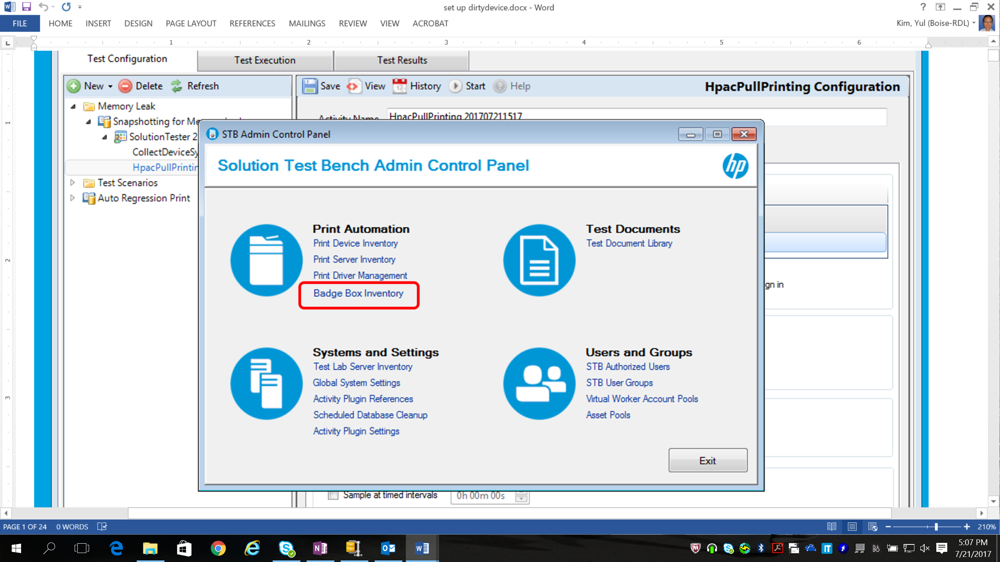 set up dirtydevice.docx - Word
FILE HOME INSERT DESIGN PAGE LAYOUT REFERENCES MAILINGS REVIEW VIEW ACROBAT
Kim, Yul (Boise-RDL)
1 2 3 4 5 6
Test Configuration Test Execution Test Results
New Delete Refresh
Save View History Start Help
HpacPullPrinting Configuration
Memory Leak
Activity Name HpacPullPrinting 201707211517
Snapshotting for Me
SolutionTester 2
CollectDeviceSy
HpacPullPrintin
Test Scenarios
Auto Regression Print
STB Admin Control Panel
Solution Test Bench Admin Control Panel
hp
Print Automation
Print Device Inventory
Print Server Inventory
Print Driver Management
Badge Box Inventory
Test Documents
Test Document Library
gn in
Systems and Settings
Test Lab Server Inventory
Global System Settings
Activity Plugin References
Scheduled Database Cleanup
Activity Plugin Settings
Users and Groups
STB Authorized Users
STB User Groups
Virtual Worker Account Pools
Asset Pools
Exit
Sample at timed intervals 0h 00m 00s
1
2
3
PAGE 1 OF 24 0 WORDS
210%
5:07 PM
7/21/2017